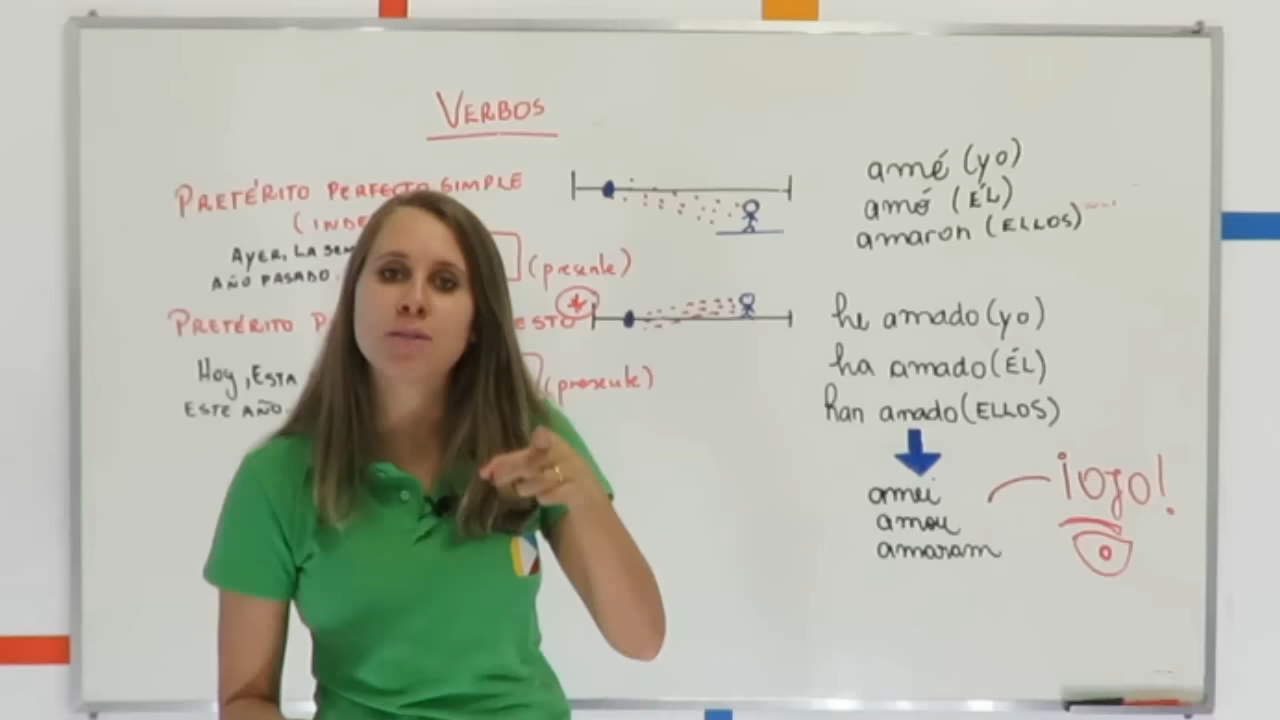 VERBOS
PRETÉRITO PERFECTO SIMPLE
(INDE
AYER, LA SEM
AÑO PASADO.
(presente)
PRETÉRITO P ESTO
HOY, ESTA
ESTE AÑO.
(presente)
amé (yo)
amó (ÉL)
amaron (ELLOS)
he amado (yo)
ha amado (ÉL)
han amado (ELLOS)
amei
amou
amaram
¡OJO!